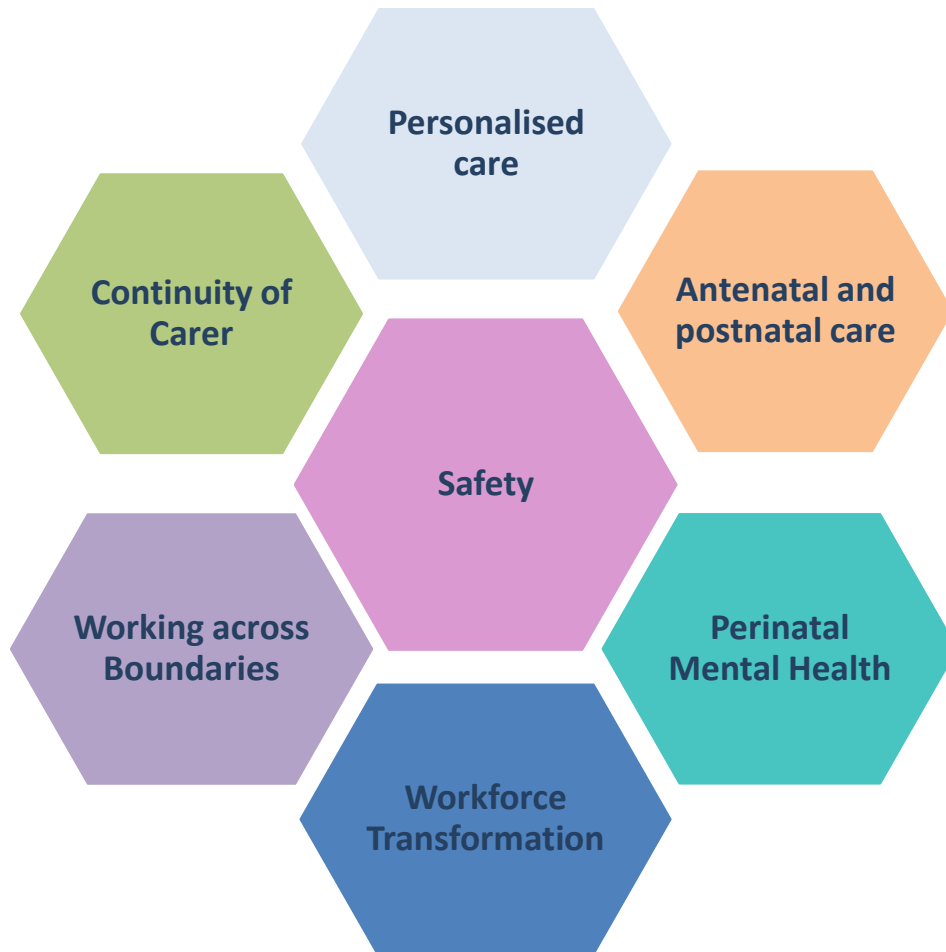 Personalised
care
Continuity of
Carer
Antenatal and
postnatal care
Safety
Working across
Boundaries
Perinatal
Mental Health
Workforce
Transformation